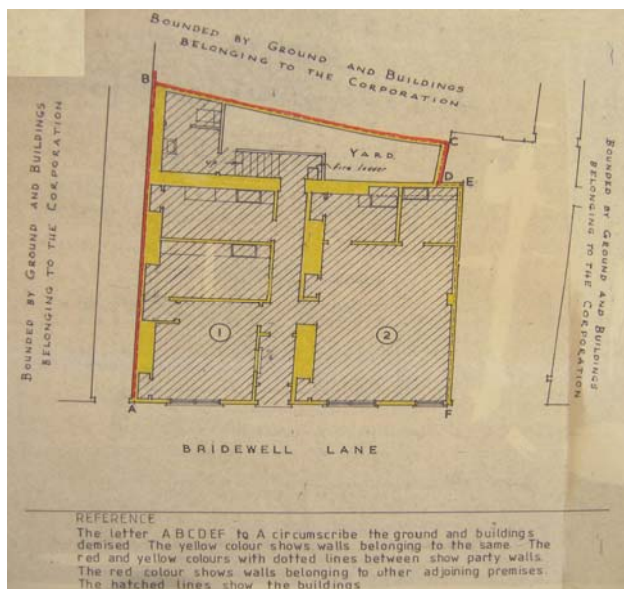 BOUNDED BY GROUND AND BUILDINGS
BELONGING TO THE CORPORATION
BOUNDED BY GROUND AND BUILDINGS
BELONGING TO THE CORPORATION
BOUNDED BY GROUND AND BUILDINGS
BELONGING TO THE CORPORATION
B
C
YARD
Fire ladder
D
E
1
2
A
F
BRIDEWELL LANE
REFERENCE
The letter A B C D E F to A circumscribe the ground and buildings
demised The yellow colour shows walls belonging to the same The
red and yellow colours with dotted lines between show party walls.
The red colour shows walls belonging to other adjoining premises.
The hatched lines show the buildings